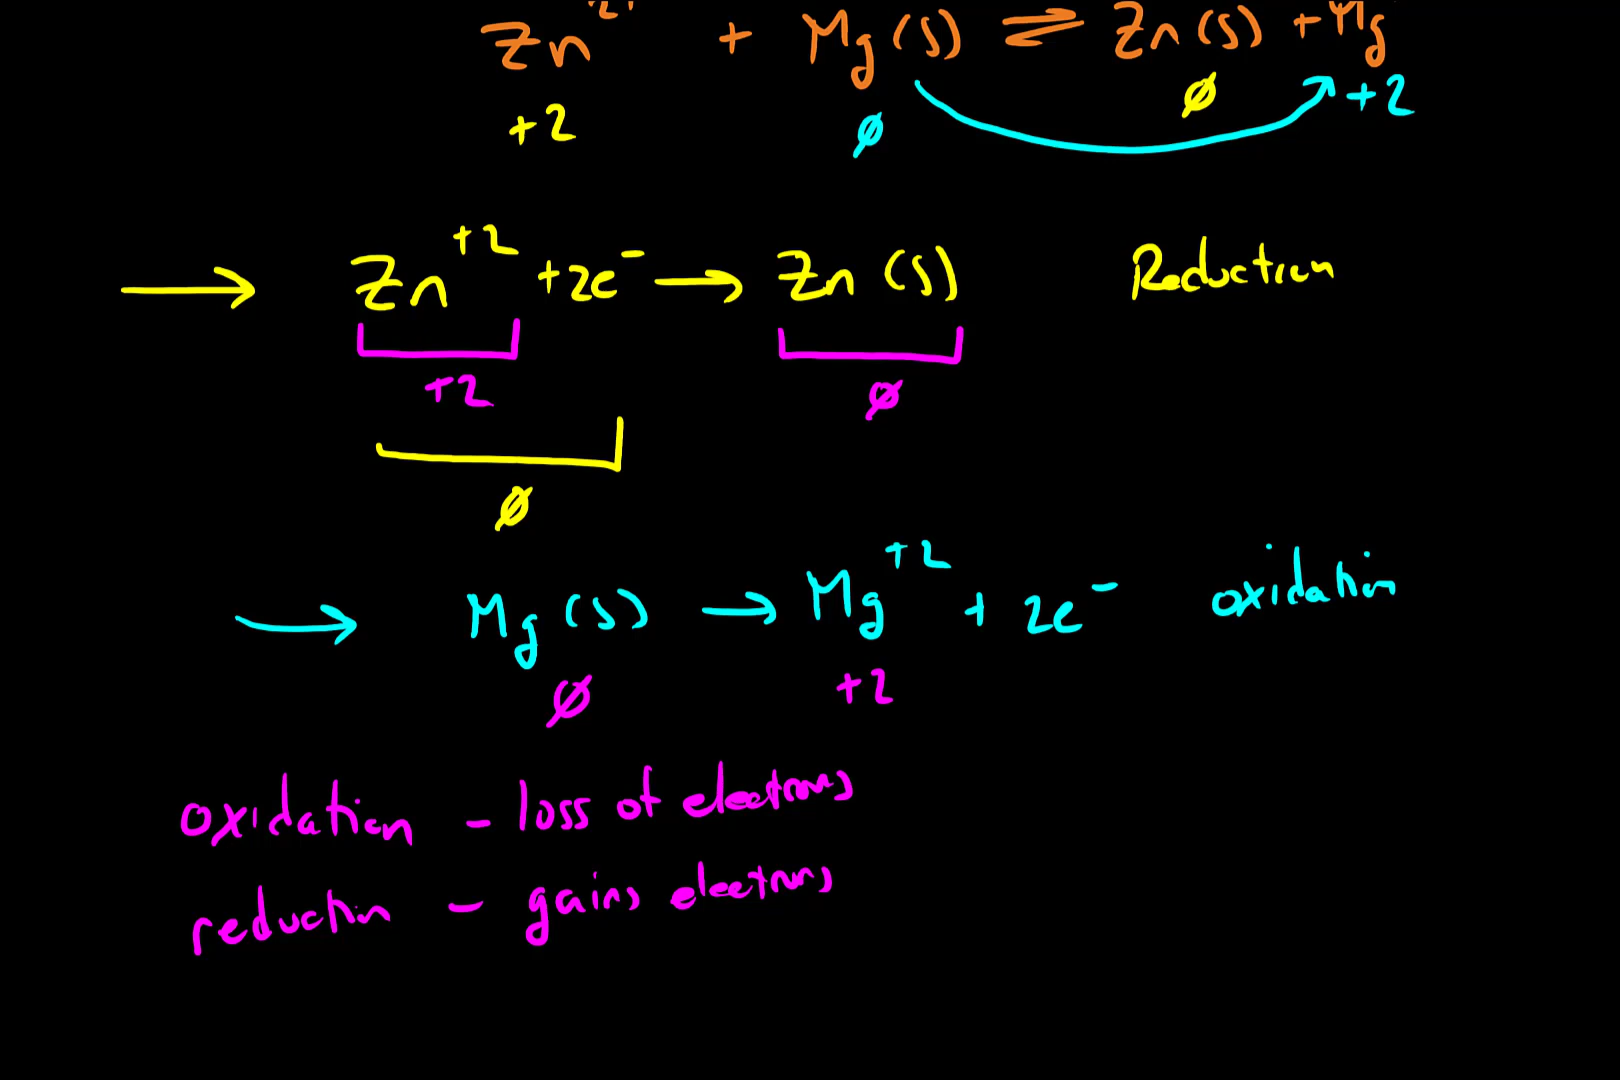 Zn²⁺ + Mg(s) ⇌ Zn(s) + Mg
+2 ∅ ∅ +2
→ Zn⁺² + 2e⁻ → Zn(s) Reduction
+2 ∅
∅
→ Mg(s) → Mg⁺² + 2e⁻ oxidation
∅ +2
oxidation - loss of electrons
reduction - gains electrons